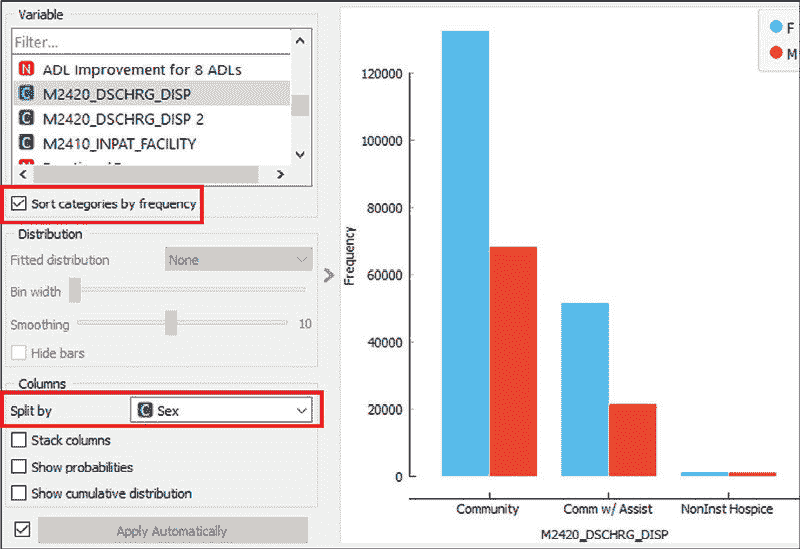 Variable
Filter...
N ADL Improvement for 8 ADLs
C M2420_DSCHRG_DISP
C M2420_DSCHRG_DISP 2
C M2410_INPAT_FACILITY
Sort categories by frequency
Distribution
Fitted distribution None
Bin width
Smoothing 10
Hide bars
Columns
Split by C Sex
Stack columns
Show probabilities
Show cumulative distribution
Apply Automatically
F
M
Frequency
120000
100000
80000
60000
40000
20000
0
Community Comm w/ Assist NonInst Hospice
M2420_DSCHRG_DISP